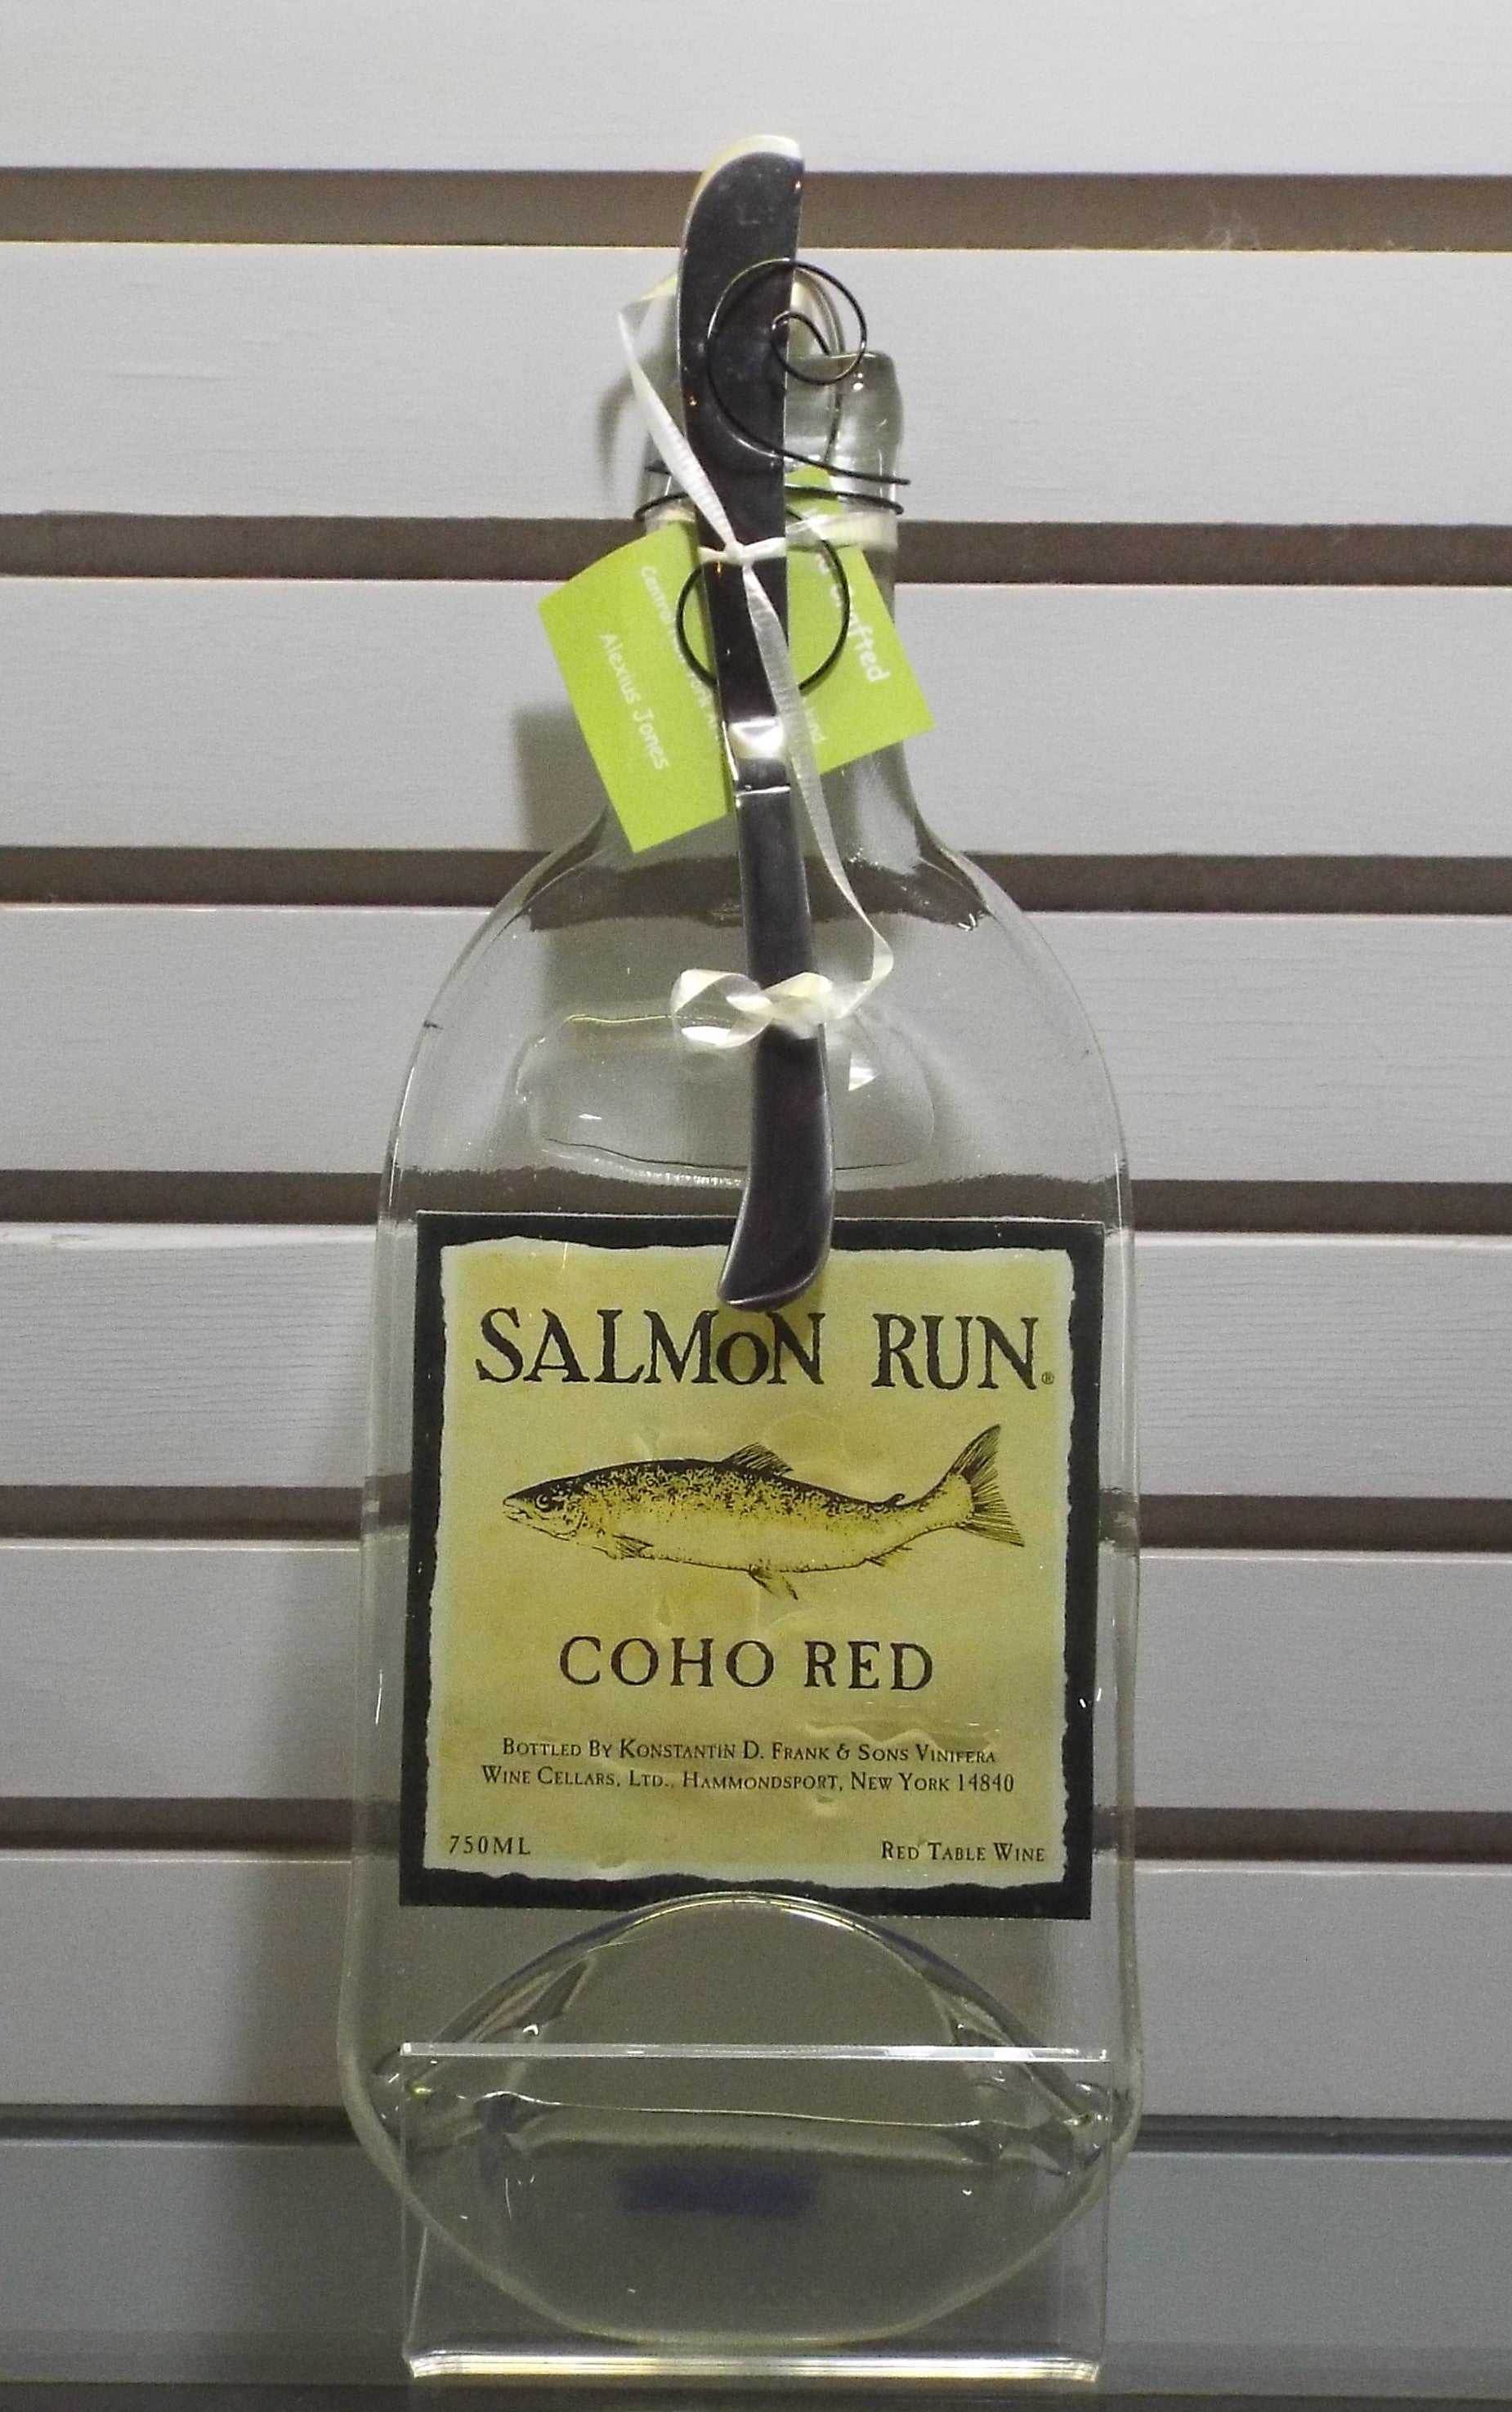 Crafted
Alexius Jones
SALMON RUN®
COHO RED
BOTTLED BY KONSTANTIN D. FRANK & SONS VINIFERA
WINE CELLARS, LTD., HAMMONDSPORT, NEW YORK 14840
750ML
RED TABLE WINE